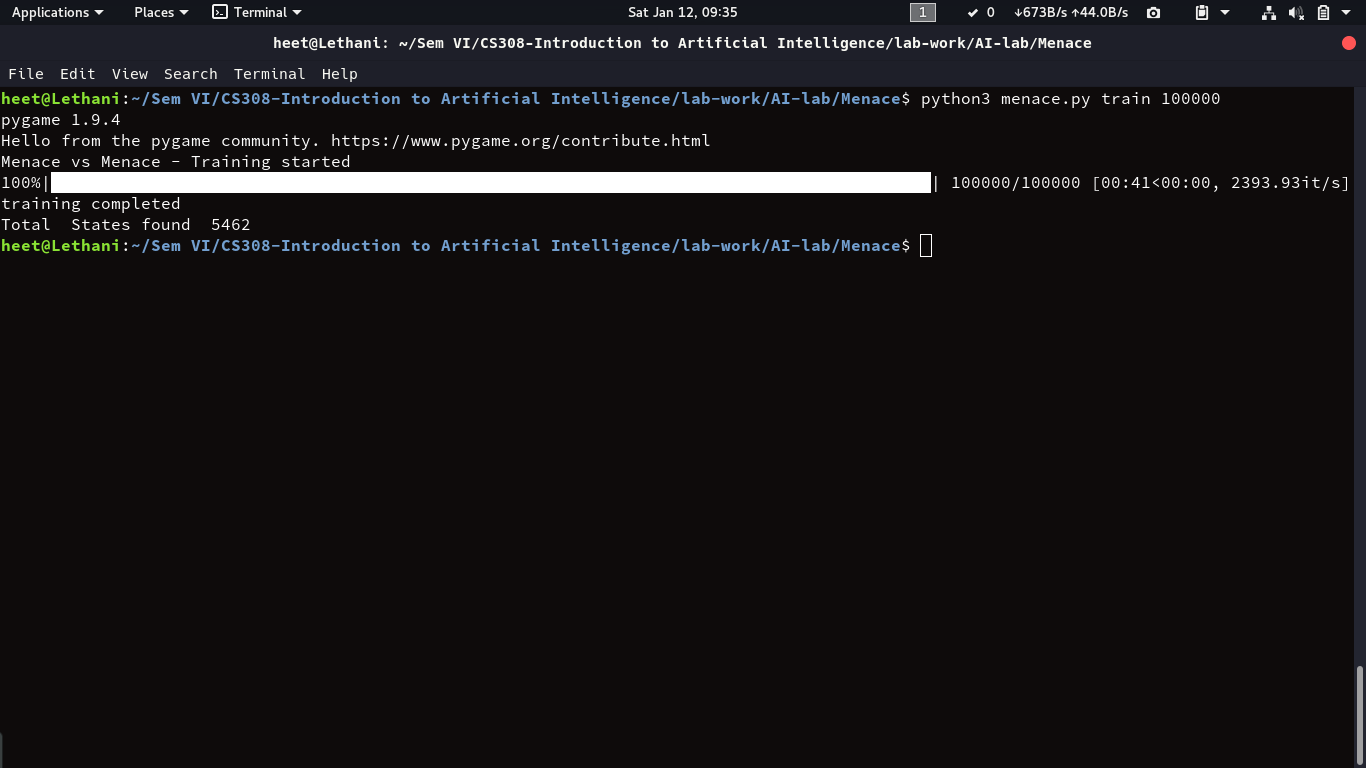 Applications Places Terminal Sat Jan 12, 09:35 1 ✔ 0 ↓673B/s ↑44.0B/s
heet@Lethani: ~/Sem VI/CS308-Introduction to Artificial Intelligence/lab-work/AI-lab/Menace
File Edit View Search Terminal Help
heet@Lethani:~/Sem VI/CS308-Introduction to Artificial Intelligence/lab-work/AI-lab/Menace$ python3 menace.py train 100000
pygame 1.9.4
Hello from the pygame community. https://www.pygame.org/contribute.html
Menace vs Menace - Training started
100%| | 100000/100000 [00:41<00:00, 2393.93it/s]
training completed
Total  States found  5462
heet@Lethani:~/Sem VI/CS308-Introduction to Artificial Intelligence/lab-work/AI-lab/Menace$